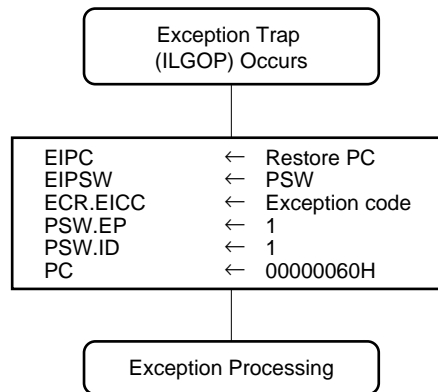 Exception Trap
(ILGOP) Occurs
EIPC ← Restore PC
EIPSW ← PSW
ECR.EICC ← Exception code
PSW.EP ← 1
PSW.ID ← 1
PC ← 00000060H
Exception Processing